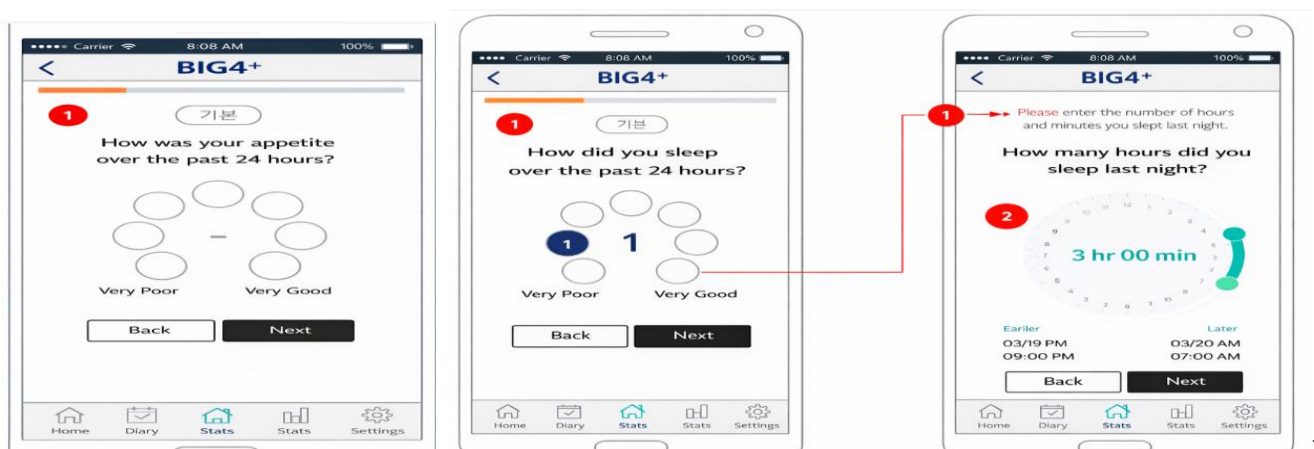 ●●●●● Carrier 8:08 AM 100%
< BIG4+
1
기본
How was your appetite
over the past 24 hours?
–
Very Poor Very Good
Back Next
Home Diary Stats Stats Settings
●●●● Carrier 8:08 AM 100%
< BIG4+
1
기븐
How did you sleep
over the past 24 hours?
1 1
Very Poor Very Good
Back Next
Home Diary Stats Stats Settings
●●●● Carrier 8:08 AM 100%
< BIG4+
1
Please enter the number of hours
and minutes you slept last night.
How many hours did you
sleep last night?
2
3 hr 00 min
Eariler Later
03/19 PM 03/20 AM
09:00 PM 07:00 AM
Back Next
Home Diary Stats Stats Settings